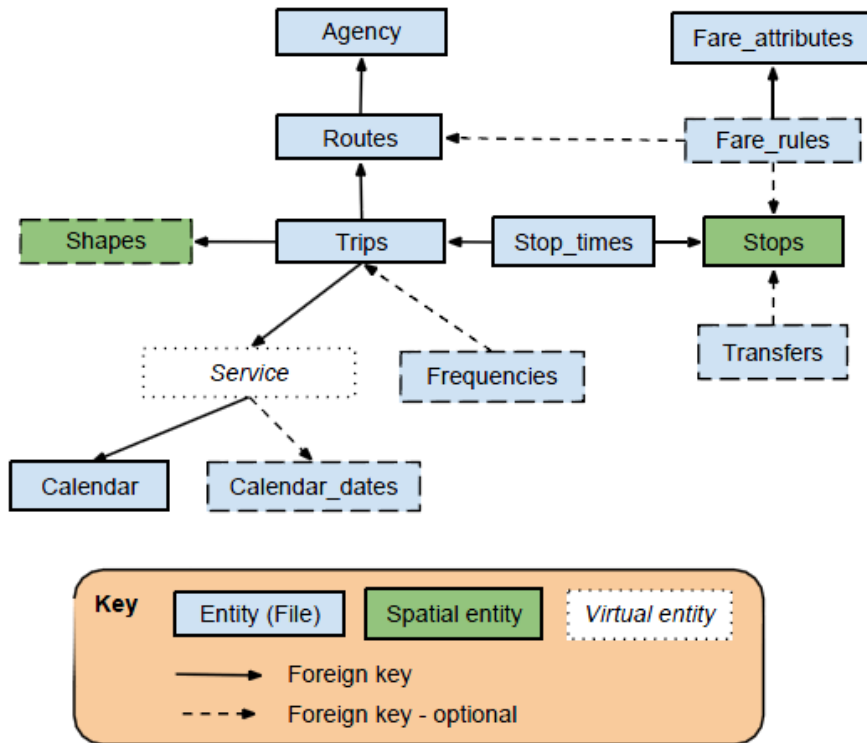 Agency
Fare_attributes
Routes
Fare_rules
Shapes
Trips
Stop_times
Stops
Service
Frequencies
Transfers
Calendar
Calendar_dates
Key
Entity (File)
Spatial entity
Virtual entity
Foreign key
Foreign key - optional